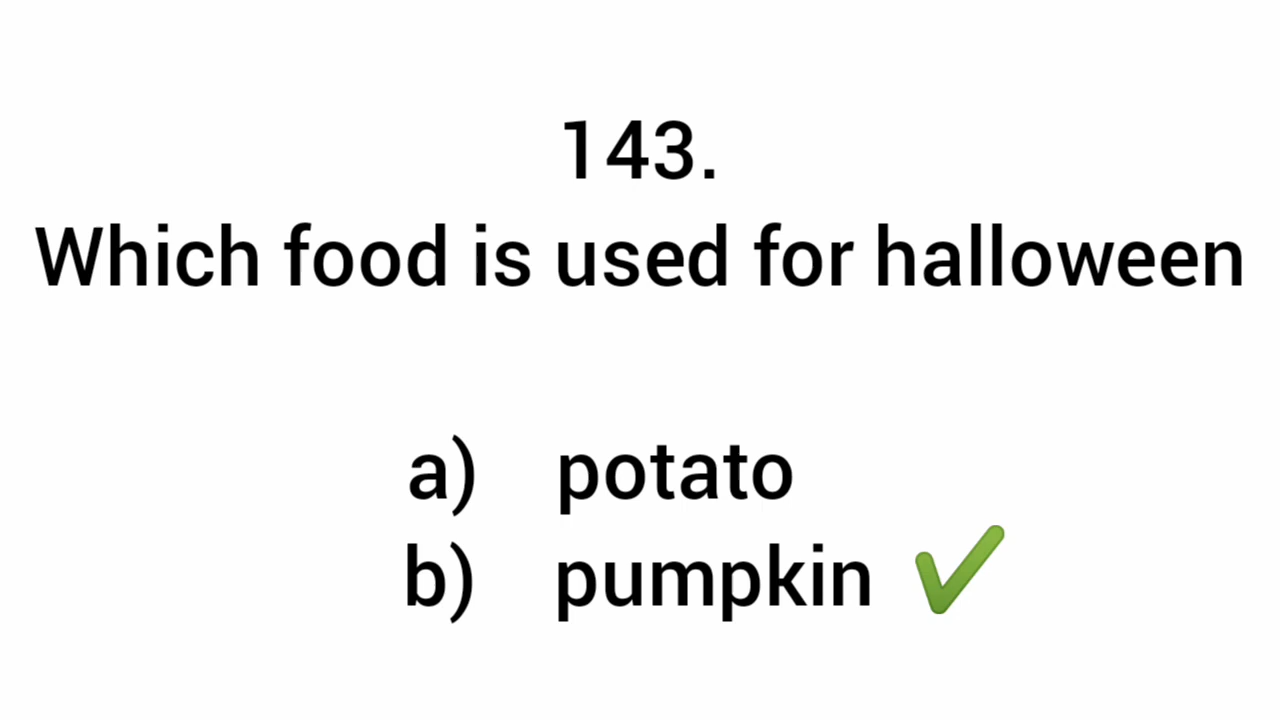 143.
Which food is used for halloween
a) potato
b) pumpkin ✔